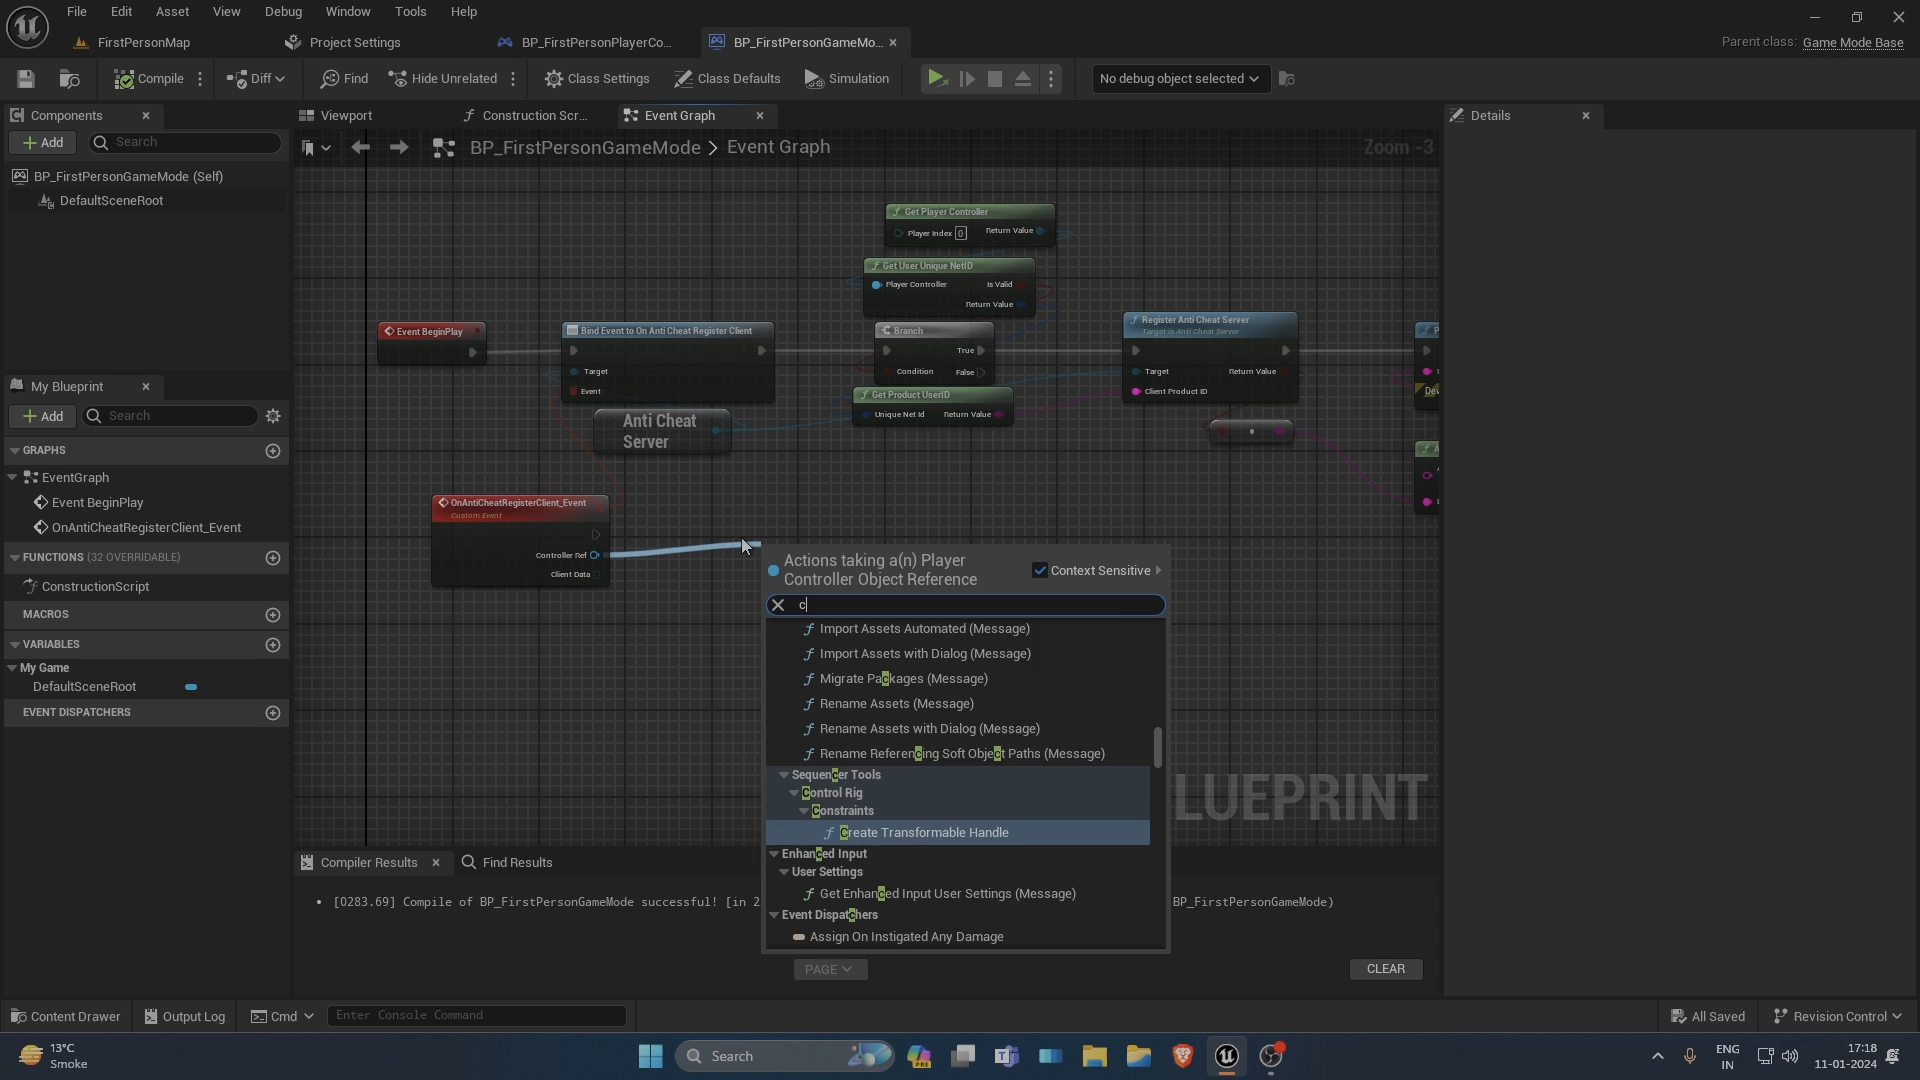 File Edit Asset View Debug Window Tools Help
FirstPersonMap Project Settings BP_FirstPersonPlayerCo... BP_FirstPersonGameMo...
Parent class: Game Mode Base
Compile Diff Find Hide Unrelated Class Settings Class Defaults Simulation No debug object selected
Components
Add Search
BP_FirstPersonGameMode (Self)
DefaultSceneRoot
My Blueprint
Add Search
GRAPHS
EventGraph
Event BeginPlay
OnAntiCheatRegisterClient_Event
FUNCTIONS (32 OVERRIDABLE)
ConstructionScript
MACROS
VARIABLES
My Game
DefaultSceneRoot
EVENT DISPATCHERS
Viewport Construction Scr... Event Graph
BP_FirstPersonGameMode > Event Graph
Zoom -3
Get Player Controller
Player Index 0 Return Value
Get User Unique NetID
Player Controller Is Valid
Return Value
Event BeginPlay
Bind Event to On Anti Cheat Register Client
Target
Event
Branch
True
Condition False
Get Product UserID
Unique Net Id Return Value
Register Anti Cheat Server
Target is Anti Cheat Server
Target Return Value
Client Product ID
Anti Cheat
Server
OnAntiCheatRegisterClient_Event
Custom Event
Controller Ref
Client Data
Actions taking a(n) Player
Controller Object Reference
Context Sensitive
c
Import Assets Automated (Message)
Import Assets with Dialog (Message)
Migrate Packages (Message)
Rename Assets (Message)
Rename Assets with Dialog (Message)
Rename Referencing Soft Object Paths (Message)
Sequencer Tools
Control Rig
Constraints
Create Transformable Handle
Enhanced Input
User Settings
Get Enhanced Input User Settings (Message)
Event Dispatchers
Assign On Instigated Any Damage
LUEPRINT
Details
Compiler Results Find Results
[0283.69] Compile of BP_FirstPersonGameMode successful! [in 2 BP_FirstPersonGameMode)
PAGE CLEAR
Content Drawer Output Log Cmd Enter Console Command All Saved Revision Control
13°C
Smoke
Search
PRE
ENG
IN
17:18
11-01-2024